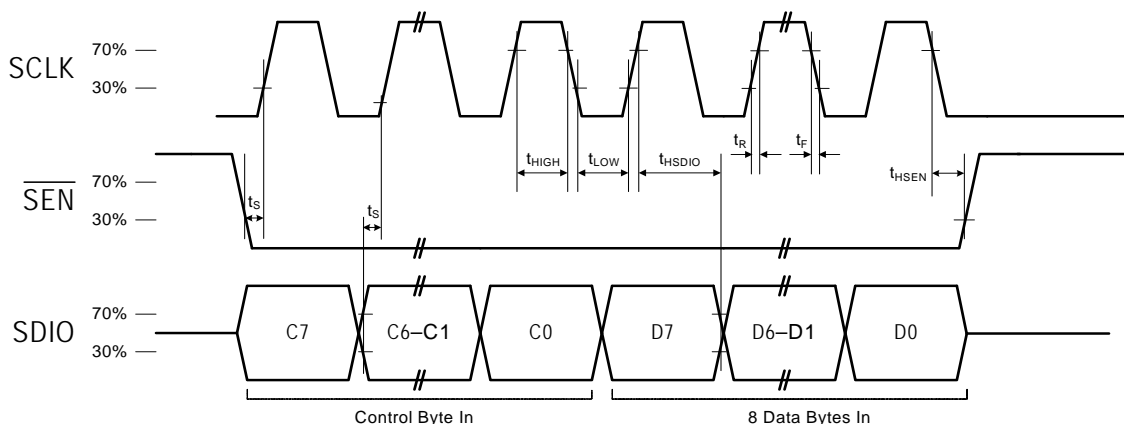 SCLK
70%
30%
tHIGH
tLOW
tHSDIO
tR
tF
tHSEN
SEN
70%
30%
tS
tS
SDIO
70%
30%
C7
C6–C1
C0
D7
D6–D1
D0
Control Byte In
8 Data Bytes In